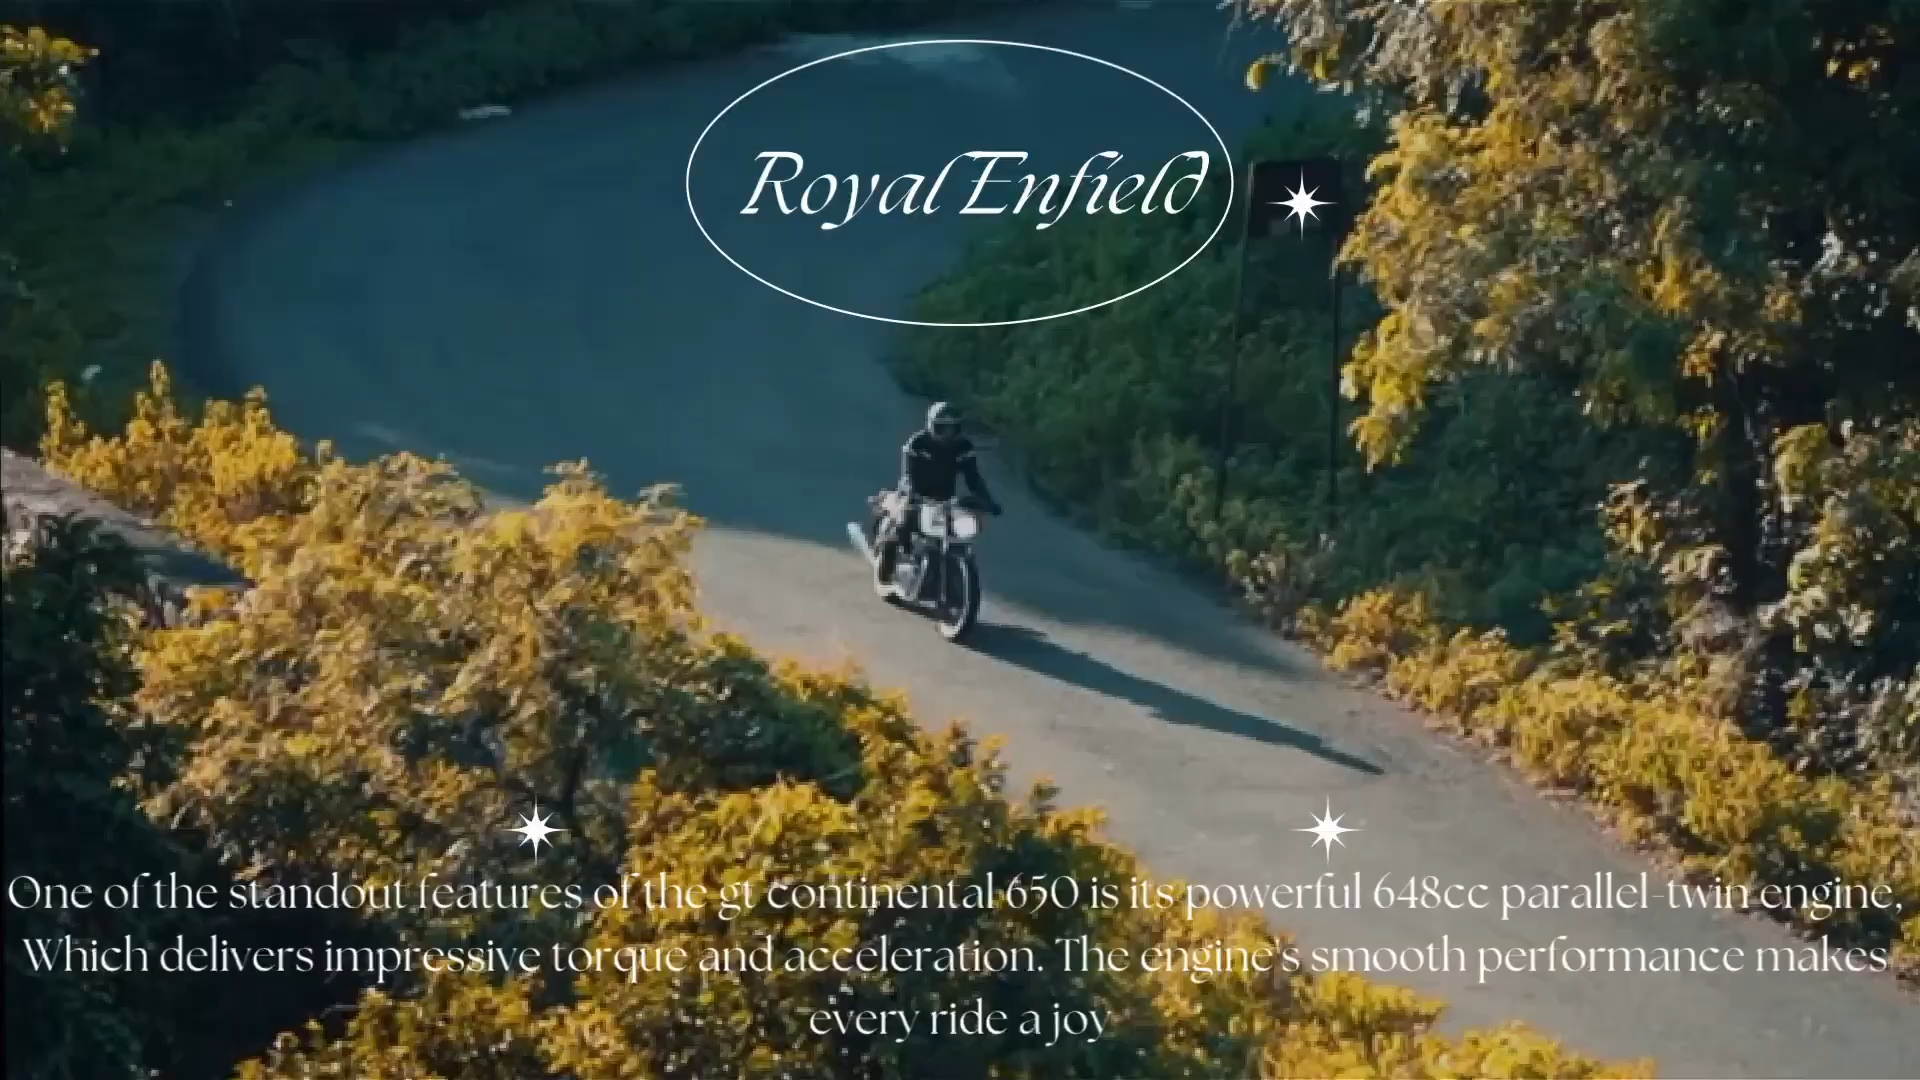 Royal Enfield
One of the standout features of the gt continental 650 is its powerful 648cc parallel-twin engine,
Which delivers impressive torque and acceleration. The engine's smooth performance makes
every ride a joy